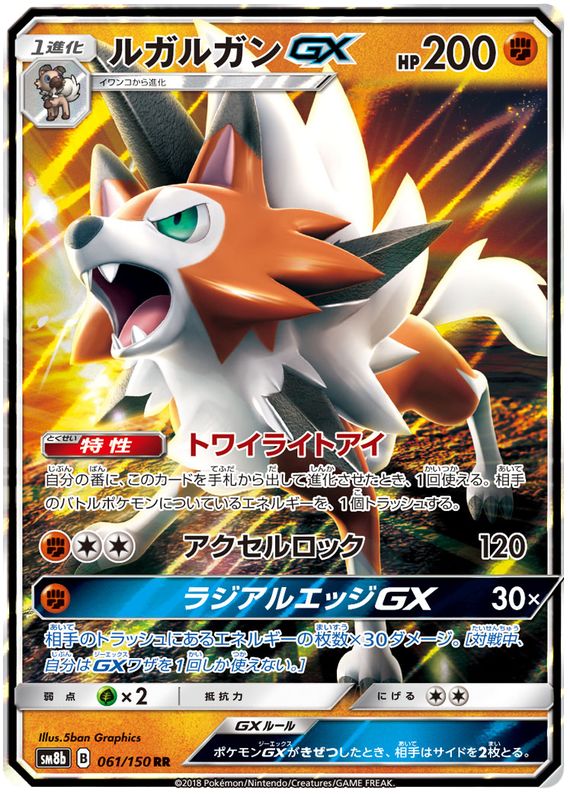 1進化
ルガルガンGX
HP 200
イワンコから進化
特性 トワイライトアイ
自分の番に、このカードを手札から出して進化させたとき、1回使える。相手
のバトルポケモンについているエネルギーを、1個トラッシュする。
アクセルロック 120
ラジアルエッジGX 30×
相手のトラッシュにあるエネルギーの枚数×30ダメージ。[対戦中、
自分はGXワザを1回しか使えない。]
弱点 ×2 抵抗力 にげる
Illus.5ban Graphics
GXルール
ポケモンGXがきぜつしたとき、相手はサイドを2枚とる。
SM8b B 061/150 RR
©2018 Pokémon/Nintendo/Creatures/GAME FREAK.